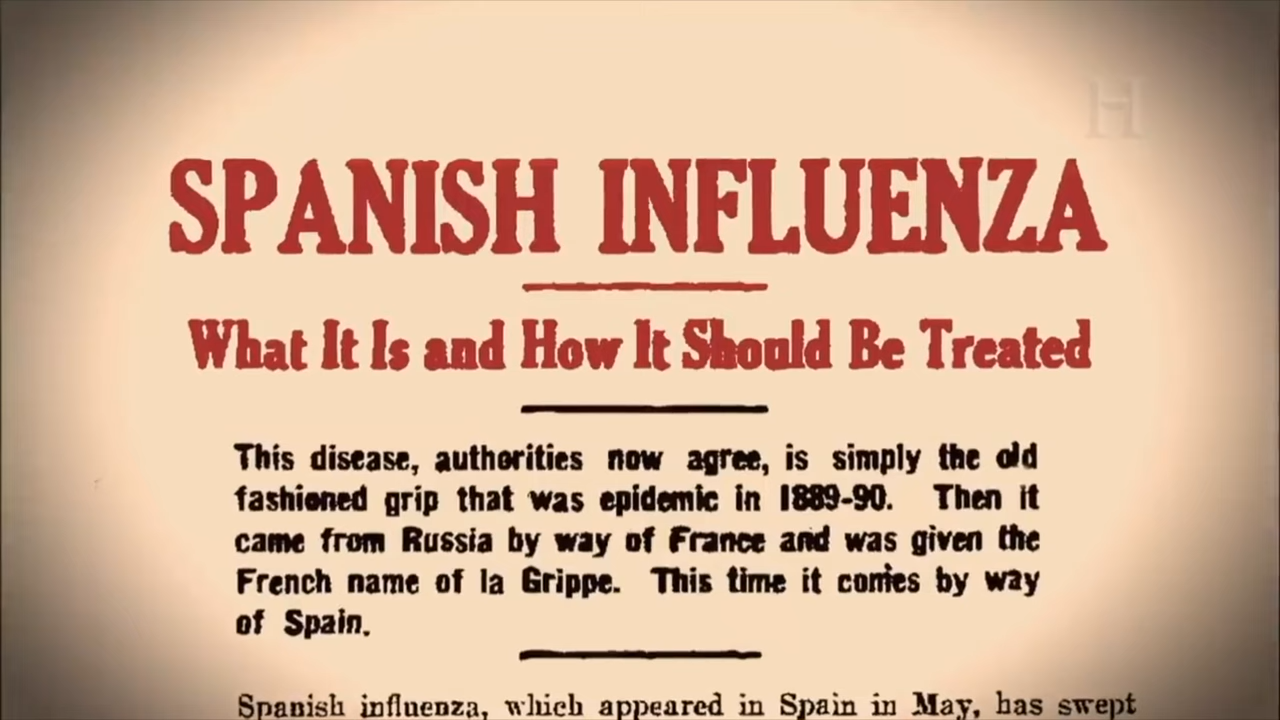 H
SPANISH INFLUENZA
What It Is and How It Should Be Treated
This disease, authorities now agree, is simply the old
fashioned grip that was epidemic in 1889-90. Then it
came from Russia by way of France and was given the
French name of la Grippe. This time it comes by way
of Spain.
Spanish influenza, which appeared in Spain in May, has swept